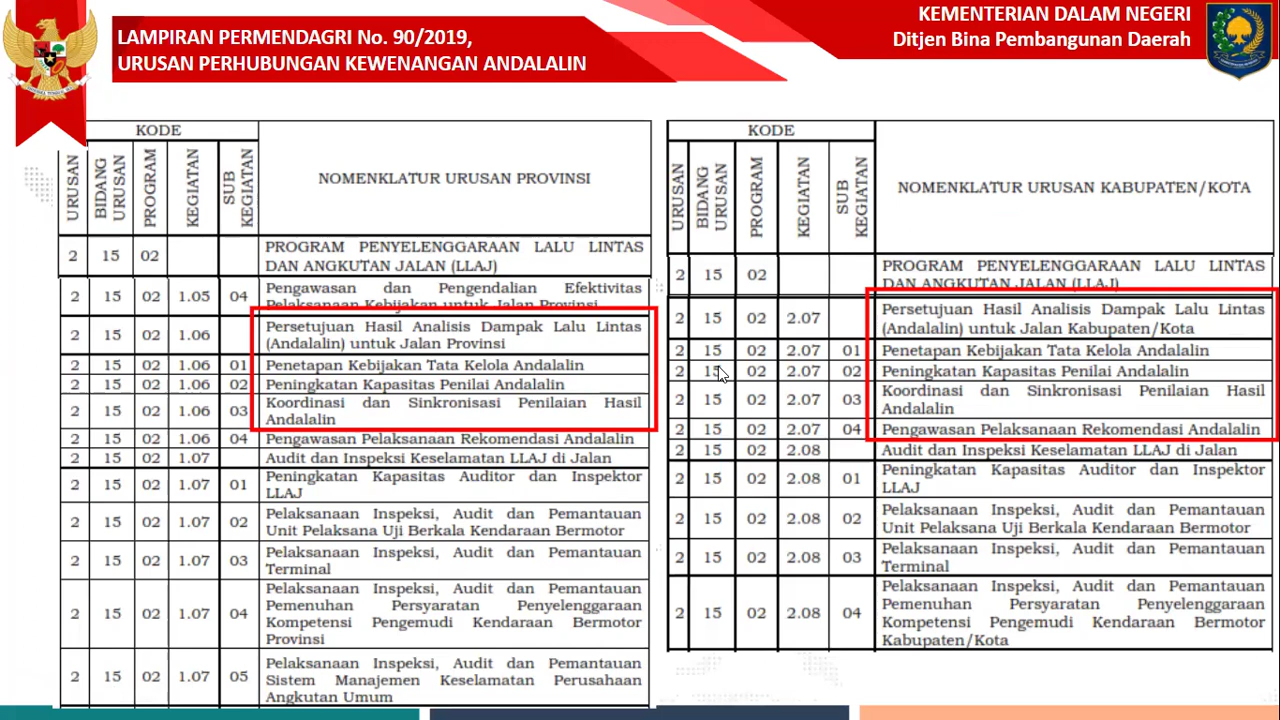 LAMPIRAN PERMENDAGRI No. 90/2019,
URUSAN PERHUBUNGAN KEWENANGAN ANDALALIN
KEMENTERIAN DALAM NEGERI
Ditjen Bina Pembangunan Daerah
KODE
URUSAN
BIDANG URUSAN
PROGRAM
KEGIATAN
SUB KEGIATAN
NOMENKLATUR URUSAN PROVINSI
2 15 02 PROGRAM PENYELENGGARAAN LALU LINTAS
DAN ANGKUTAN JALAN (LLAJ)
2 15 02 1.05 04 Pengawasan dan Pengendalian Efektivitas
Pelaksanaan Kebijakan untuk Jalan Provinsi
2 15 02 1.06 Persetujuan Hasil Analisis Dampak Lalu Lintas
(Andalalin) untuk Jalan Provinsi
2 15 02 1.06 01 Penetapan Kebijakan Tata Kelola Andalalin
2 15 02 1.06 02 Peningkatan Kapasitas Penilai Andalalin
2 15 02 1.06 03 Koordinasi dan Sinkronisasi Penilaian Hasil
Andalalin
2 15 02 1.06 04 Pengawasan Pelaksanaan Rekomendasi Andalalin
2 15 02 1.07 Audit dan Inspeksi Keselamatan LLAJ di Jalan
2 15 02 1.07 01 Peningkatan Kapasitas Auditor dan Inspektor
LLAJ
2 15 02 1.07 02 Pelaksanaan Inspeksi, Audit dan Pemantauan
Unit Pelaksana Uji Berkala Kendaraan Bermotor
2 15 02 1.07 03 Pelaksanaan Inspeksi, Audit dan Pemantauan
Terminal
2 15 02 1.07 04 Pelaksanaan Inspeksi, Audit dan Pemantauan
Pemenuhan Persyaratan Penyelenggaraan
Kompetensi Pengemudi Kendaraan Bermotor
Provinsi
2 15 02 1.07 05 Pelaksanaan Inspeksi, Audit dan Pemantauan
Sistem Manajemen Keselamatan Perusahaan
Angkutan Umum
KODE
URUSAN
BIDANG URUSAN
PROGRAM
KEGIATAN
SUB KEGIATAN
NOMENKLATUR URUSAN KABUPATEN/KOTA
2 15 02 PROGRAM PENYELENGGARAAN LALU LINTAS
DAN ANGKUTAN JALAN (LLAJ)
2 15 02 2.07 Persetujuan Hasil Analisis Dampak Lalu Lintas
(Andalalin) untuk Jalan Kabupaten/Kota
2 15 02 2.07 01 Penetapan Kebijakan Tata Kelola Andalalin
2 15 02 2.07 02 Peningkatan Kapasitas Penilai Andalalin
2 15 02 2.07 03 Koordinasi dan Sinkronisasi Penilaian Hasil
Andalalin
2 15 02 2.07 04 Pengawasan Pelaksanaan Rekomendasi Andalalin
2 15 02 2.08 Audit dan Inspeksi Keselamatan LLAJ di Jalan
2 15 02 2.08 01 Peningkatan Kapasitas Auditor dan Inspektor
LLAJ
2 15 02 2.08 02 Pelaksanaan Inspeksi, Audit dan Pemantauan
Unit Pelaksana Uji Berkala Kendaraan Bermotor
2 15 02 2.08 03 Pelaksanaan Inspeksi, Audit dan Pemantauan
Terminal
2 15 02 2.08 04 Pelaksanaan Inspeksi, Audit dan Pemantauan
Pemenuhan Persyaratan Penyelenggaraan
Kompetensi Pengemudi Kendaraan Bermotor
Kabupaten/Kota